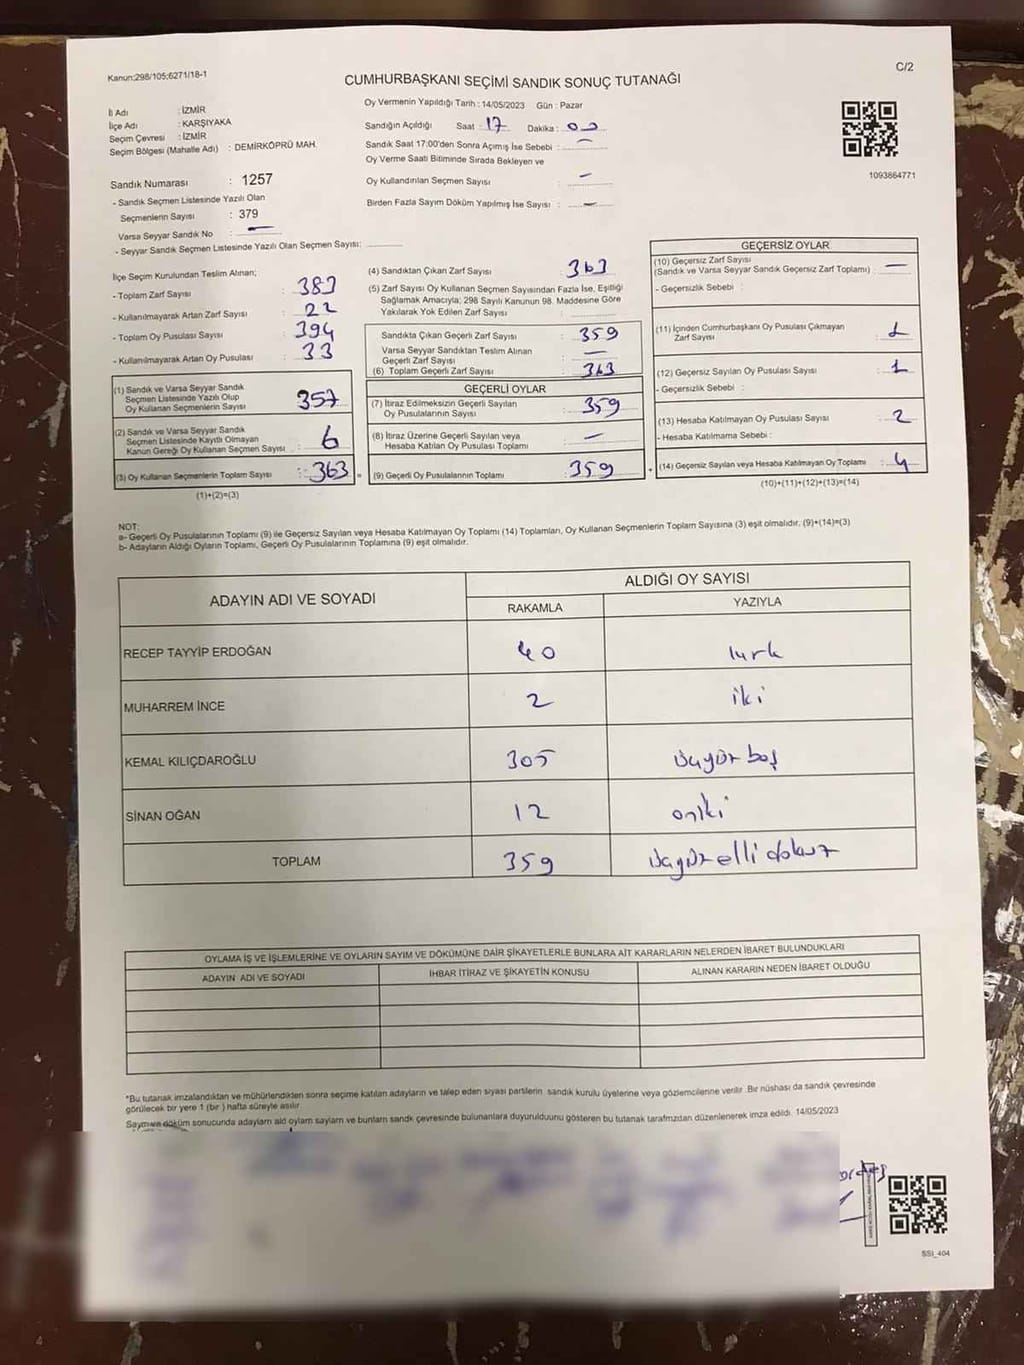 Kanun:298/105;6271/18-1
C/2
CUMHURBAŞKANI SEÇİMİ SANDIK SONUÇ TUTANAĞI
İl Adı : İZMİR
İlçe Adı : KARŞIYAKA
Seçim Çevresi : İZMİR
Seçim Bölgesi (Mahalle Adı) : DEMİRKÖPRÜ MAH.
Sandık Numarası : 1257
- Sandık Seçmen Listesinde Yazılı Olan
Seçmenlerin Sayısı : 379
Varsa Seyyar Sandık No : —
- Seyyar Sandık Seçmen Listesinde Yazılı Olan Seçmen Sayısı:
Oy Vermenin Yapıldığı Tarih : 14/05/2023 Gün : Pazar
Sandığın Açıldığı Saat : 17 Dakika : 00
Sandık Saat 17:00'den Sonra Açımış İse Sebebi : —
Oy Verme Saati Bitiminde Sırada Bekleyen ve
Oy Kullandırılan Seçmen Sayısı : —
Birden Fazla Sayım Döküm Yapılmış İse Sayısı : —
1093864771
İlçe Seçim Kurulundan Teslim Alınan;
- Toplam Zarf Sayısı :
- Kullanılmayarak Artan Zarf Sayısı : 22
- Toplam Oy Pusulası Sayısı : 394
- Kullanılmayarak Artan Oy Pusulası : 33
(1) Sandık ve Varsa Seyyar Sandık
Seçmen Listesinde Yazılı Olup
Oy Kullanan Seçmenlerin Sayısı 357
(2) Sandık ve Varsa Seyyar Sandık
Seçmen Listesinde Kayıtlı Olmayan
Kanun Gereği Oy Kullanan Seçmen Sayısı : 6
(3) Oy Kullanan Seçmenlerin Toplam Sayısı : 363
(1)+(2)=(3)
(4) Sandıktan Çıkan Zarf Sayısı : 363
(5) Zarf Sayısı Oy Kullanan Seçmen Sayısından Fazla İse, Eşitliği
Sağlamak Amacıyla; 298 Sayılı Kanunun 98. Maddesine Göre
Yakılarak Yok Edilen Zarf Sayısı :
Sandıkta Çıkan Geçerli Zarf Sayısı : 359
Varsa Seyyar Sandıktan Teslim Alınan
Geçerli Zarf Sayısı : —
(6) Toplam Geçerli Zarf Sayısı : 363
GEÇERLİ OYLAR
(7) İtiraz Edilmeksizin Geçerli Sayılan
Oy Pusulalarının Sayısı : 359
(8) İtiraz Üzerine Geçerli Sayılan veya
Hesaba Katılan Oy Pusulası Toplamı : —
(9) Geçerli Oy Pusulalarının Toplamı : 359
GEÇERSİZ OYLAR
(10) Geçersiz Zarf Sayısı
(Sandık ve Varsa Seyyar Sandık Geçersiz Zarf Toplamı) : —
- Geçersizlik Sebebi :
(11) İçinden Cumhurbaşkanı Oy Pusulası Çıkmayan
Zarf Sayısı : 1
(12) Geçersiz Sayılan Oy Pusulası Sayısı : 1
- Geçersizlik Sebebi :
(13) Hesaba Katılmayan Oy Pusulası Sayısı : 2
- Hesaba Katılmama Sebebi :
(14) Geçersiz Sayılan veya Hesaba Katılmayan Oy Toplamı : 4
(10)+(11)+(12)+(13)=(14)
NOT:
a- Geçerli Oy Pusulalarının Toplamı (9) ile Geçersiz Sayılan veya Hesaba Katılmayan Oy Toplamı (14) Toplamları, Oy Kullanan Seçmenlerin Toplam Sayısına (3) eşit olmalıdır. (9)+(14)=(3)
b- Adayların Aldığı Oyların Toplamı, Geçerli Oy Pusulalarının Toplamına (9) eşit olmalıdır.
ADAYIN ADI VE SOYADI
ALDIĞI OY SAYISI
RAKAMLA YAZIYLA
RECEP TAYYİP ERDOĞAN 40 kırk
MUHARREM İNCE 2 iki
KEMAL KILIÇDAROĞLU 305 üçyüz beş
SİNAN OĞAN 12 oniki
TOPLAM 359 üçyüz elli dokuz
OYLAMA İŞ VE İŞLEMLERİNE VE OYLARIN SAYIM VE DÖKÜMÜNE DAİR ŞİKAYETLERLE BUNLARA AİT KARARLARIN NELERDEN İBARET BULUNDUKLARI
ADAYIN ADI VE SOYADI İHBAR İTİRAZ VE ŞİKAYETİN KONUSU ALINAN KARARIN NEDEN İBARET OLDUĞU
*Bu tutanak imzalandıktan ve mühürlendikten sonra seçime katılan adayların ve talep eden siyasi partilerin sandık kurulu üyelerine veya gözlemcilerine verilir. Bir nüshası da sandık çevresinde
görülecek bir yere 1 (bir ) hafta süreyle asılır.
Sayım ve döküm sonucunda adayların ald oyların sayların ve bunların sandk çevresinde bulunanlara duyurulduunu gösteren bu tutanak tarafmzdan düzenlenerek imza edildi. 14/05/2023
SSI_404